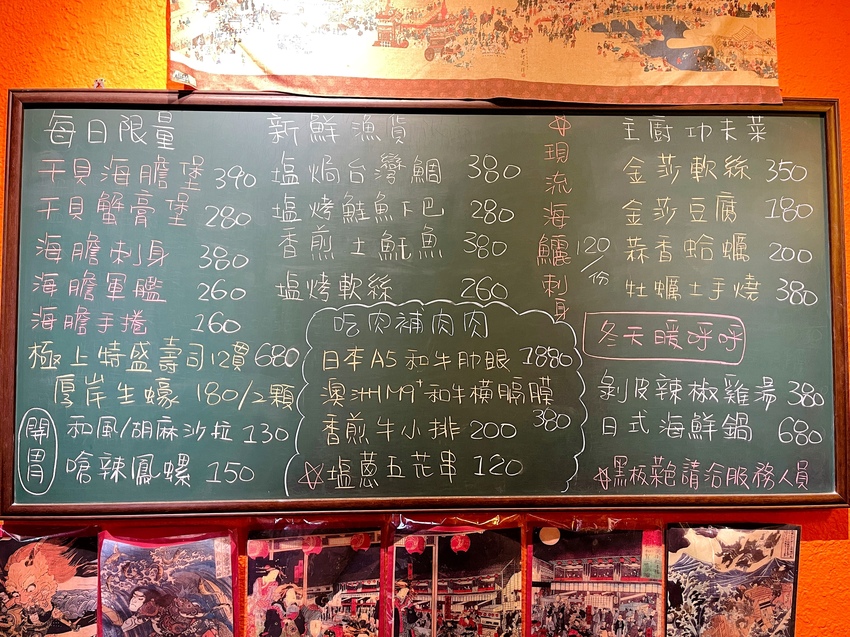 每日限量
干貝海膽堡 390
干貝蟹膏堡 280
海膽刺身 380
海膽軍艦 260
海膽手捲 160
極上特盛壽司12貫 680
厚岸生蠔 180/2顆
開胃
和風/胡麻沙拉 130
嗆辣鳳螺 150
新鮮漁貨
塩焗台灣鯛 380
塩烤鮭魚下巴 280
香煎土魠魚 380
塩烤軟絲 260
吃肉補肉肉
日本A5和牛肋眼 1880
澳洲M9+和牛橫膈膜 380
香煎牛小排 200
☆塩蔥五花串 120
☆現流海鱺刺身 120/份
主廚功夫菜
金莎軟絲 350
金莎豆腐 180
蒜香蛤蠣 200
牡蠣土手燒 380
冬天暖呼呼
剝皮辣椒雞湯 380
日式海鮮鍋 680
☆黑板菜色請洽服務人員